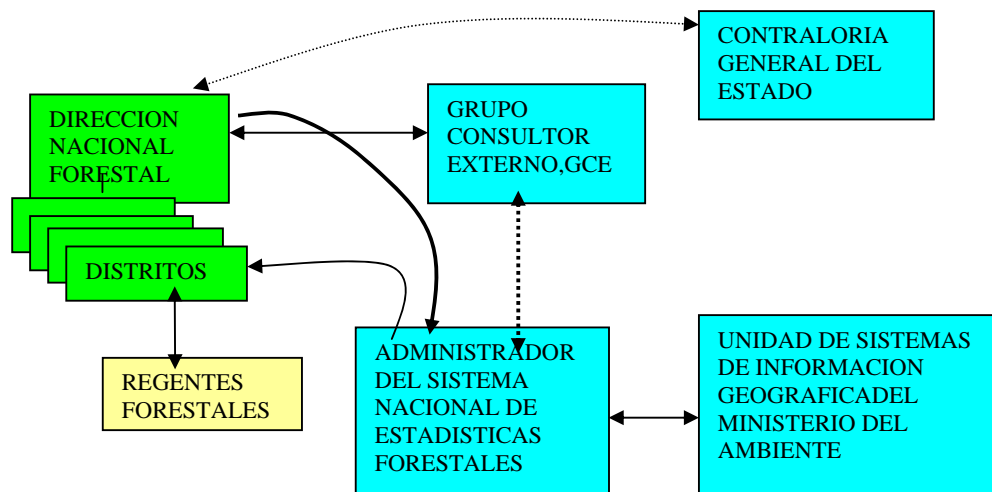 CONTRALORIA
GENERAL DEL
ESTADO
DIRECCION
NACIONAL
FORESTAL
GRUPO
CONSULTOR
EXTERNO,GCE
DISTRITOS
REGENTES
FORESTALES
ADMINISTRADOR
DEL SISTEMA
NACIONAL DE
ESTADISTICAS
FORESTALES
UNIDAD DE SISTEMAS
DE INFORMACION
GEOGRAFICADEL
MINISTERIO DEL
AMBIENTE